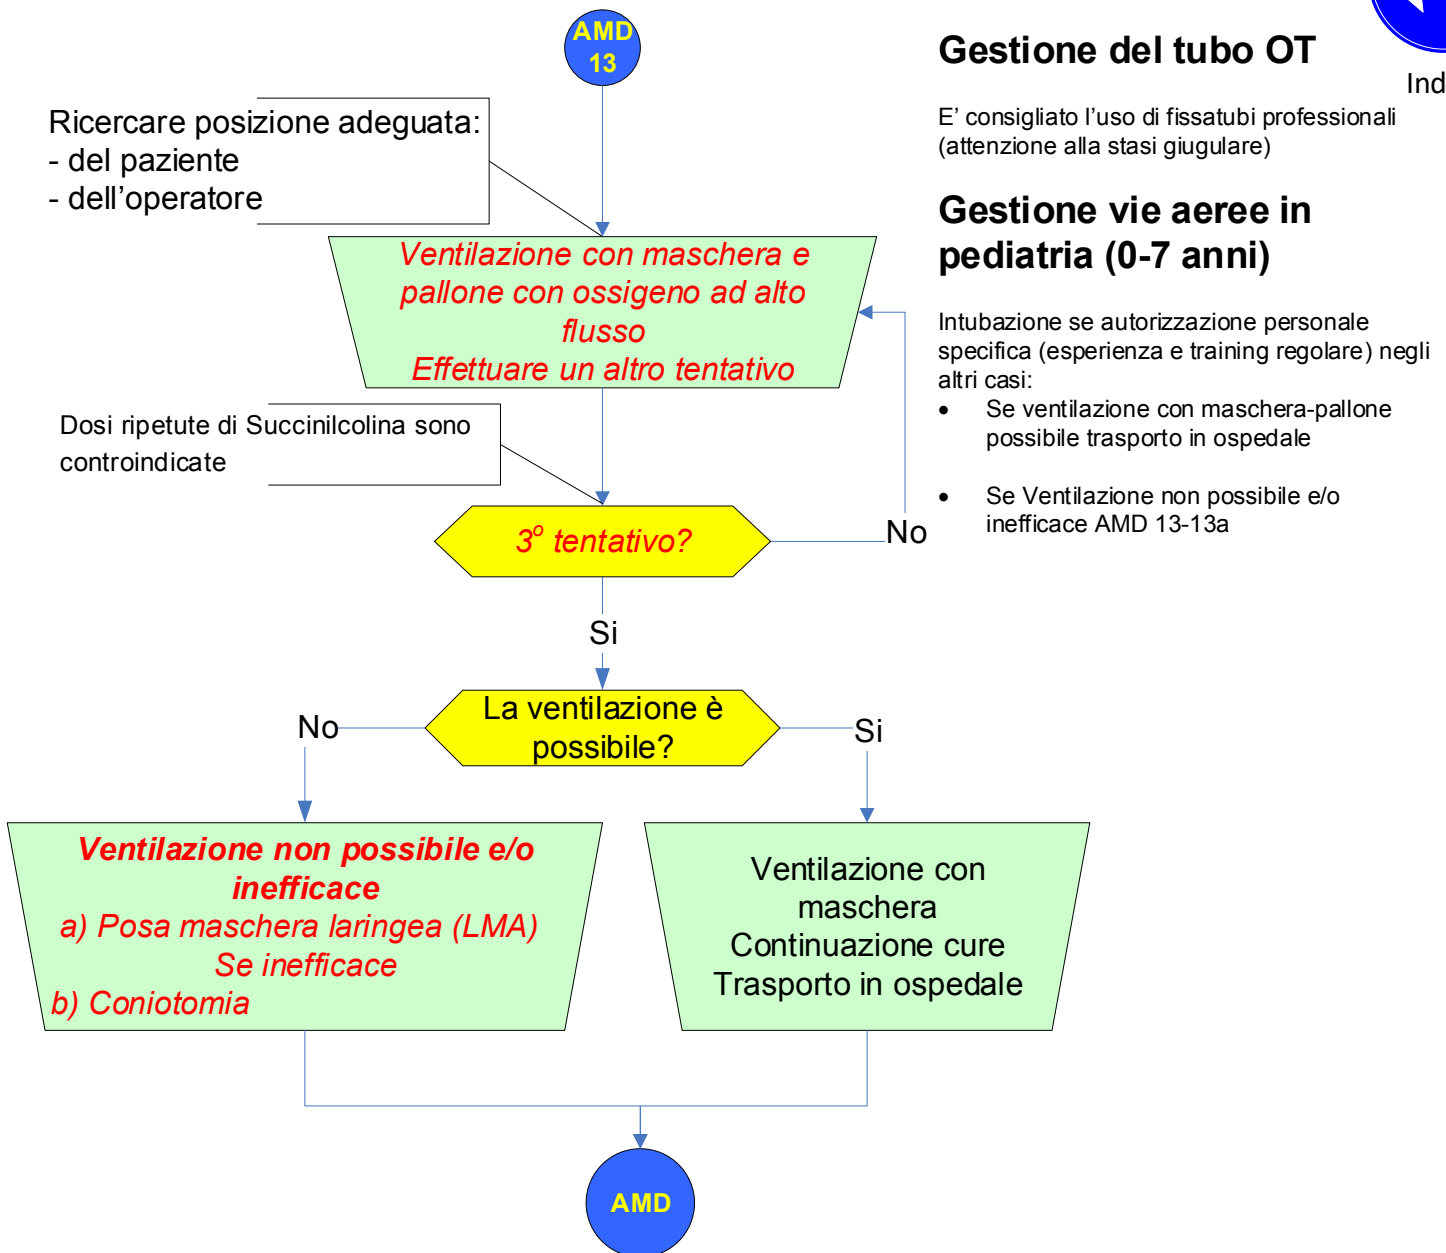 AMD
13
Ricercare posizione adeguata:
- del paziente
- dell’operatore
Ventilazione con maschera e
pallone con ossigeno ad alto
flusso
Effettuare un altro tentativo
Dosi ripetute di Succinilcolina sono
controindicate
3° tentativo?
No
Si
La ventilazione è
possibile?
No
Si
Ventilazione non possibile e/o
inefficace
a) Posa maschera laringea (LMA)
Se inefficace
b) Coniotomia
Ventilazione con
maschera
Continuazione cure
Trasporto in ospedale
AMD
Gestione del tubo OT
Ind
E’ consigliato l’uso di fissatubi professionali
(attenzione alla stasi giugulare)
Gestione vie aeree in
pediatria (0-7 anni)
Intubazione se autorizzazione personale
specifica (esperienza e training regolare) negli
altri casi:
• Se ventilazione con maschera-pallone
possibile trasporto in ospedale
• Se Ventilazione non possibile e/o
inefficace AMD 13-13a